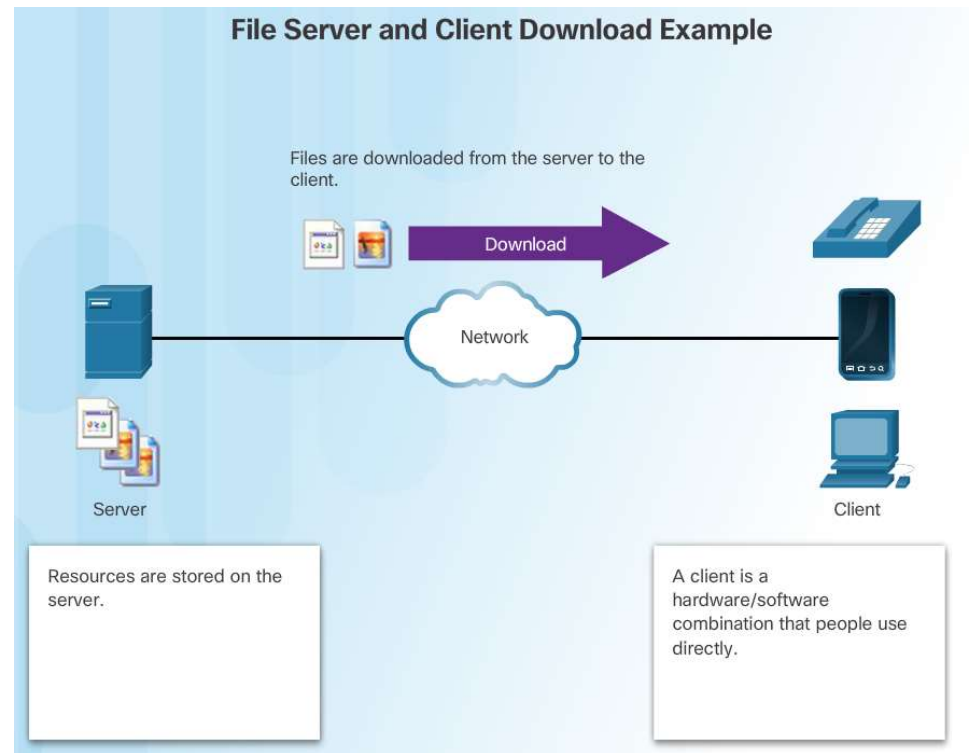 File Server and Client Download Example
Files are downloaded from the server to the
client.
Download
Network
Server
Client
Resources are stored on the
server.
A client is a
hardware/software
combination that people use
directly.